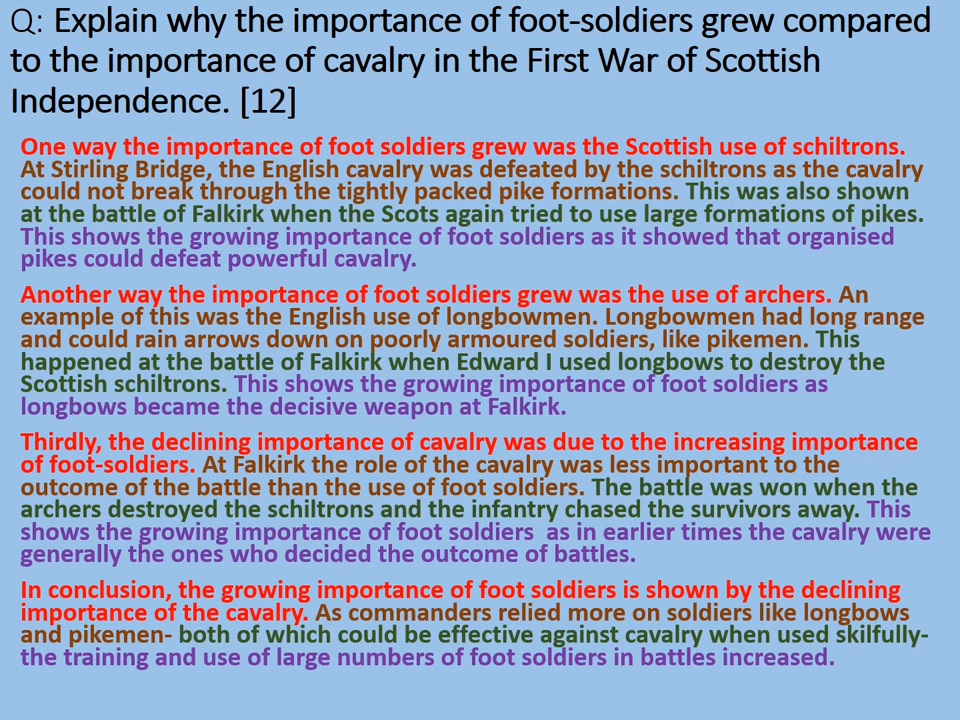 Q: Explain why the importance of foot-soldiers grew compared
to the importance of cavalry in the First War of Scottish
Independence. [12]
One way the importance of foot soldiers grew was the Scottish use of schiltrons.
At Stirling Bridge, the English cavalry was defeated by the schiltrons as the cavalry
could not break through the tightly packed pike formations. This was also shown
at the battle of Falkirk when the Scots again tried to use large formations of pikes.
This shows the growing importance of foot soldiers as it showed that organised
pikes could defeat powerful cavalry.
Another way the importance of foot soldiers grew was the use of archers. An
example of this was the English use of longbowmen. Longbowmen had long range
and could rain arrows down on poorly armoured soldiers, like pikemen. This
happened at the battle of Falkirk when Edward I used longbows to destroy the
Scottish schiltrons. This shows the growing importance of foot soldiers as
longbows became the decisive weapon at Falkirk.
Thirdly, the declining importance of cavalry was due to the increasing importance
of foot-soldiers. At Falkirk the role of the cavalry was less important to the
outcome of the battle than the use of foot soldiers. The battle was won when the
archers destroyed the schiltrons and the infantry chased the survivors away. This
shows the growing importance of foot soldiers  as in earlier times the cavalry were
generally the ones who decided the outcome of battles.
In conclusion, the growing importance of foot soldiers is shown by the declining
importance of the cavalry. As commanders relied more on soldiers like longbows
and pikemen- both of which could be effective against cavalry when used skilfully-
the training and use of large numbers of foot soldiers in battles increased.